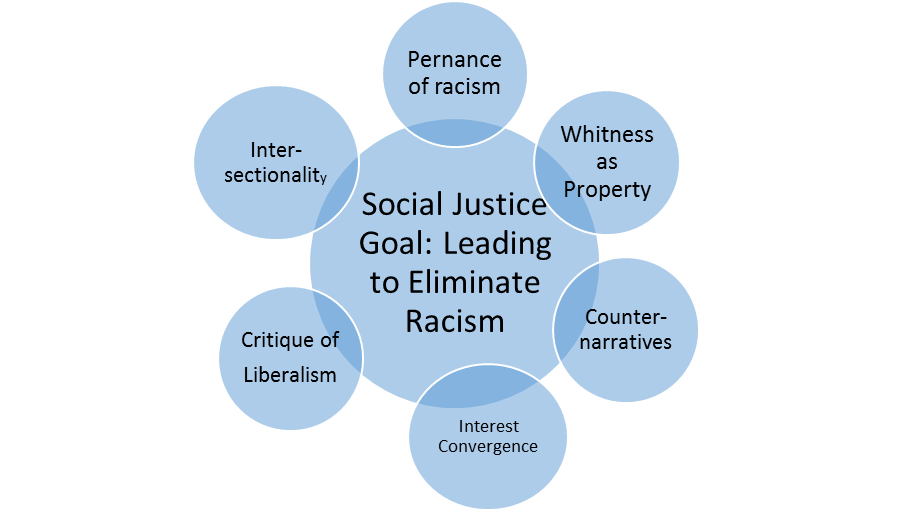 Pernance
of racism
Whitness
as
Property
Inter-
sectionality
Social Justice
Goal: Leading
to Eliminate
Racism
Counter-
narratives
Critique of
Liberalism
Interest
Convergence